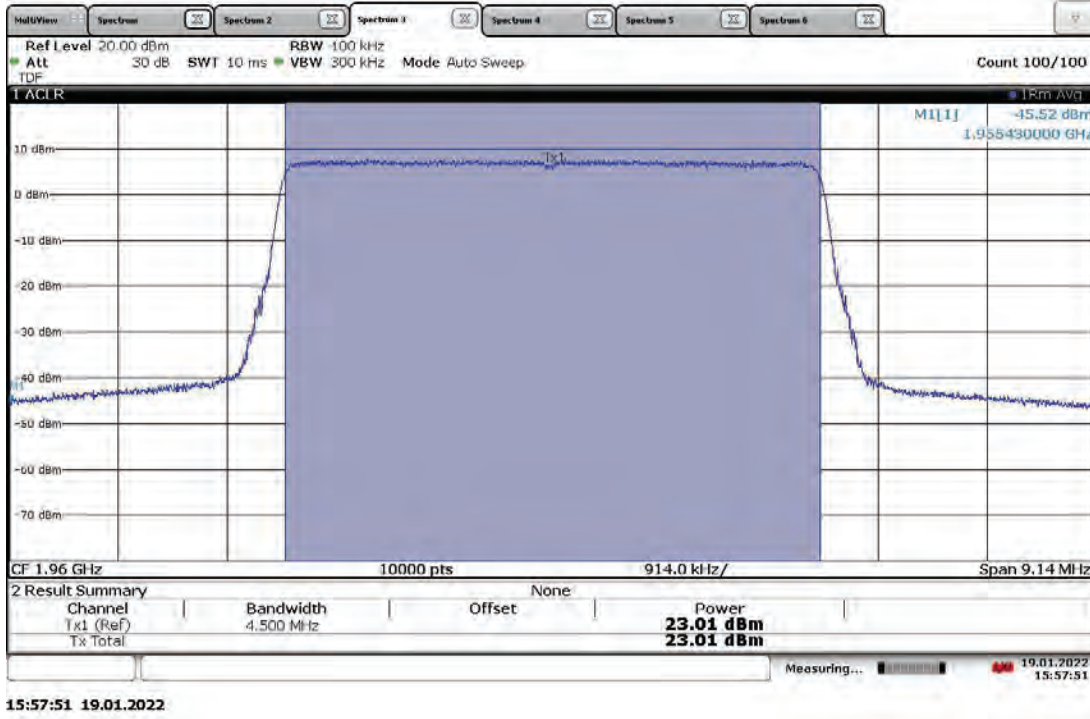 MultiView Spectrum Spectrum 2 Spectrum 3 Spectrum 4 Spectrum 5 Spectrum 6
Ref Level 20.00 dBm RBW 100 kHz
Att 30 dB SWT 10 ms VBW 300 kHz Mode Auto Sweep Count 100/100
TDF
1 ACLR 1Rm Avg
M1[1] -45.52 dBm
1.955430000 GHz
10 dBm
Tx1
0 dBm
-10 dBm
-20 dBm
-30 dBm
-40 dBm
M1
-50 dBm
-60 dBm
-70 dBm
CF 1.96 GHz 10000 pts 914.0 kHz/ Span 9.14 MHz
2 Result Summary None
Channel Bandwidth Offset Power
Tx1 (Ref) 4.500 MHz 23.01 dBm
Tx Total 23.01 dBm
Measuring... 19.01.2022
15:57:51
15:57:51 19.01.2022